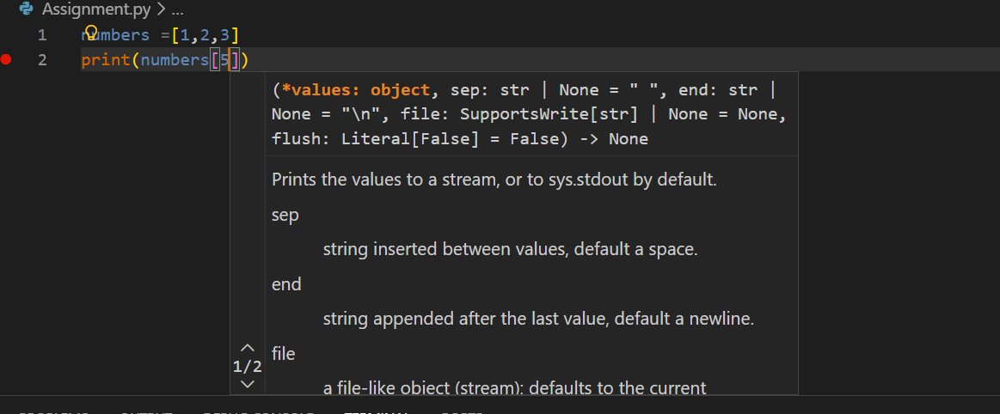 Assignment.py > ...
1 numbers =[1,2,3]
2 print(numbers[5])
(*values: object, sep: str | None = " ", end: str |
None = "\n", file: SupportsWrite[str] | None = None,
flush: Literal[False] = False) -> None
Prints the values to a stream, or to sys.stdout by default.
sep
string inserted between values, default a space.
end
string appended after the last value, default a newline.
file
1/2
a file-like object (stream); defaults to the current